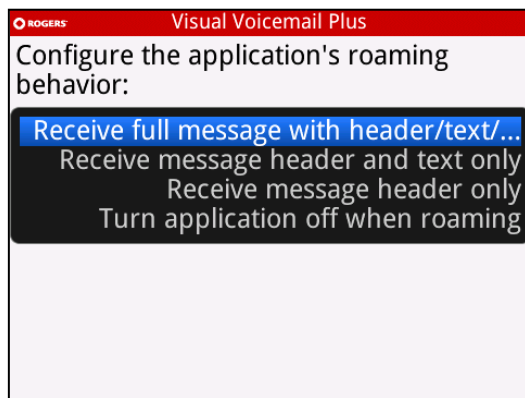 ROGERS Visual Voicemail Plus
Configure the application's roaming
behavior:
Receive full message with header/text/...
Receive message header and text only
Receive message header only
Turn application off when roaming